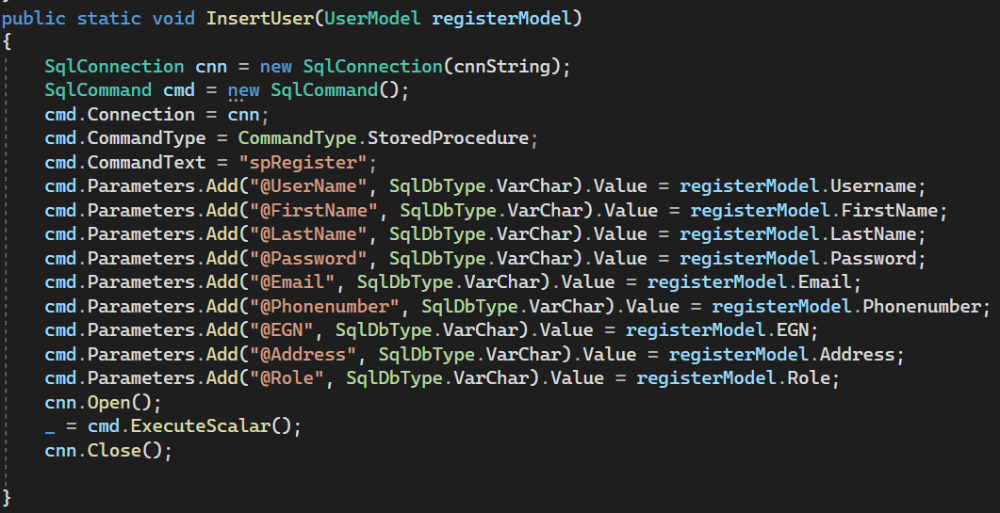 public static void InsertUser(UserModel registerModel)
{
    SqlConnection cnn = new SqlConnection(cnnString);
    SqlCommand cmd = new SqlCommand();
    cmd.Connection = cnn;
    cmd.CommandType = CommandType.StoredProcedure;
    cmd.CommandText = "spRegister";
    cmd.Parameters.Add("@UserName", SqlDbType.VarChar).Value = registerModel.Username;
    cmd.Parameters.Add("@FirstName", SqlDbType.VarChar).Value = registerModel.FirstName;
    cmd.Parameters.Add("@LastName", SqlDbType.VarChar).Value = registerModel.LastName;
    cmd.Parameters.Add("@Password", SqlDbType.VarChar).Value = registerModel.Password;
    cmd.Parameters.Add("@Email", SqlDbType.VarChar).Value = registerModel.Email;
    cmd.Parameters.Add("@Phonenumber", SqlDbType.VarChar).Value = registerModel.Phonenumber;
    cmd.Parameters.Add("@EGN", SqlDbType.VarChar).Value = registerModel.EGN;
    cmd.Parameters.Add("@Address", SqlDbType.VarChar).Value = registerModel.Address;
    cmd.Parameters.Add("@Role", SqlDbType.VarChar).Value = registerModel.Role;
    cnn.Open();
    _ = cmd.ExecuteScalar();
    cnn.Close();
}